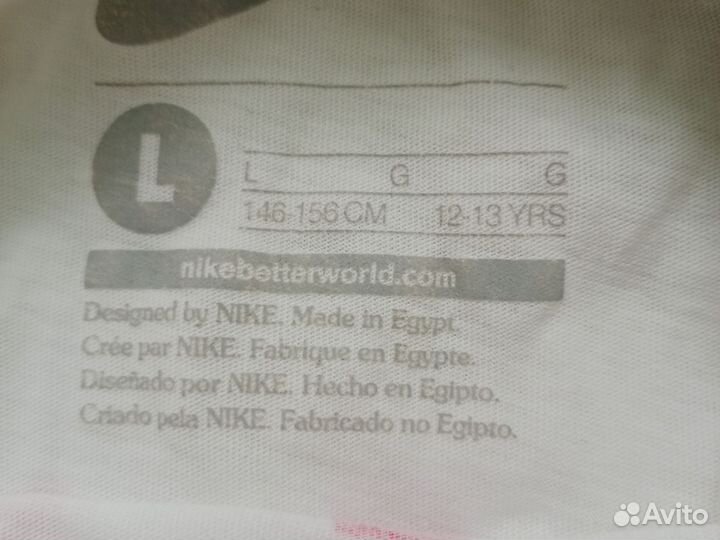 L
L G G
146-156 CM 12-13 YRS
nikebetterworld.com
Designed by NIKE. Made in Egypt.
Crée par NIKE. Fabrique en Egypte.
Diseñado por NIKE. Hecho en Egipto.
Criado pela NIKE. Fabricado no Egipto.
Avito